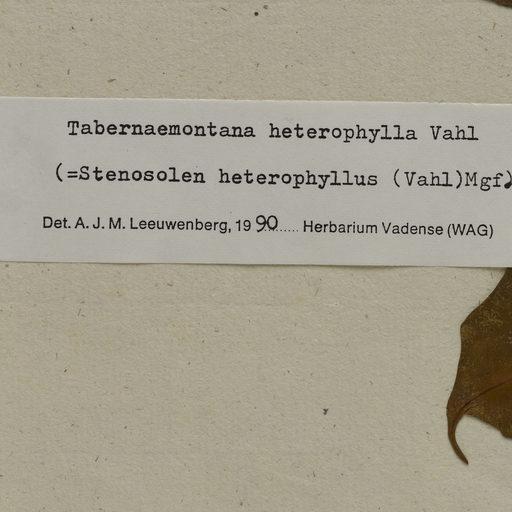 Tabernaemontana heterophylla Vahl
(=Stenosolen heterophyllus (Vahl)Mgf)
Det. A. J. M. Leeuwenberg, 1990..... Herbarium Vadense (WAG)